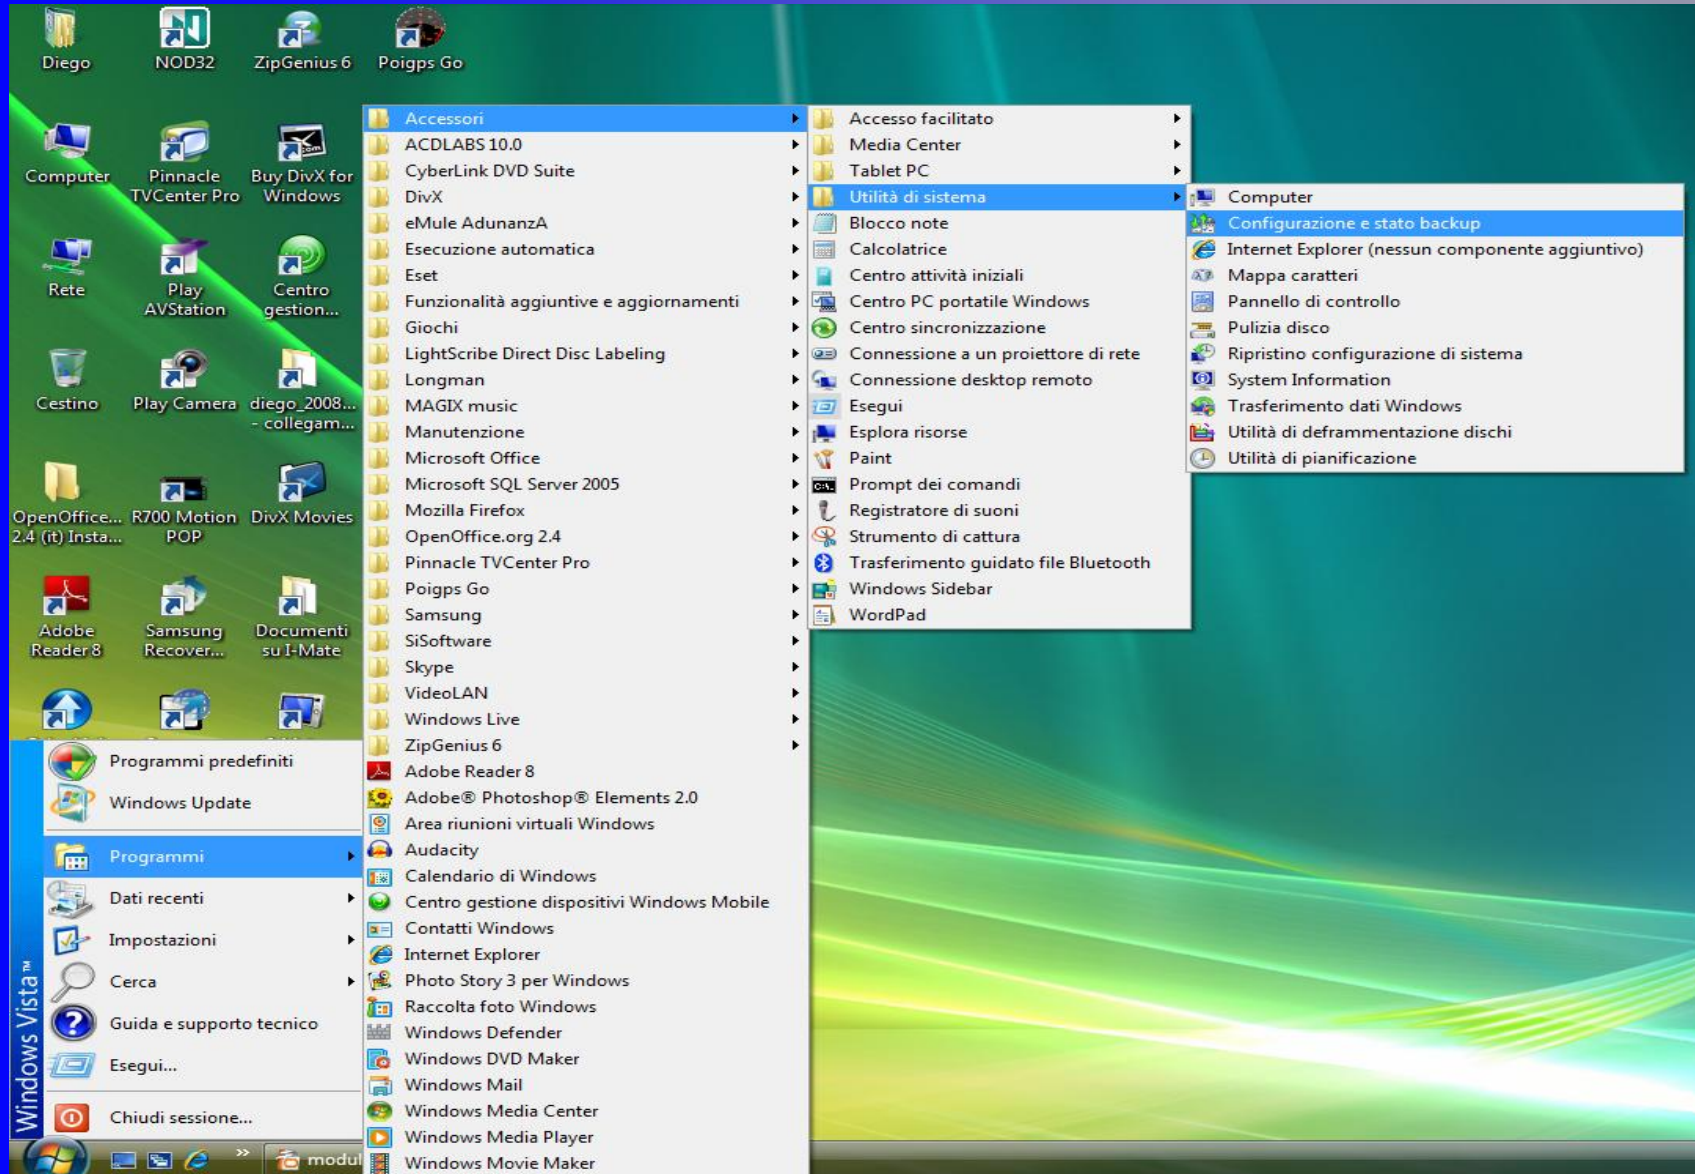 Diego
NOD32
ZipGenius 6
Poigps Go
Computer
Pinnacle
TVCenter Pro
Buy DivX for
Windows
Rete
Play
AVStation
Centro
gestion...
Cestino
Play Camera
diego_2008...
- collegam...
OpenOffice...
2.4 (it) Insta...
R700 Motion
POP
DivX Movies
Adobe
Reader 8
Samsung
Recover...
Documenti
su I-Mate
Programmi predefiniti
Windows Update
Programmi
Dati recenti
Impostazioni
Cerca
Guida e supporto tecnico
Esegui...
Chiudi sessione...
Windows Vista™
modul
Accessori
ACDLABS 10.0
CyberLink DVD Suite
DivX
eMule AdunanzA
Esecuzione automatica
Eset
Funzionalità aggiuntive e aggiornamenti
Giochi
LightScribe Direct Disc Labeling
Longman
MAGIX music
Manutenzione
Microsoft Office
Microsoft SQL Server 2005
Mozilla Firefox
OpenOffice.org 2.4
Pinnacle TVCenter Pro
Poigps Go
Samsung
SiSoftware
Skype
VideoLAN
Windows Live
ZipGenius 6
Adobe Reader 8
Adobe® Photoshop® Elements 2.0
Area riunioni virtuali Windows
Audacity
Calendario di Windows
Centro gestione dispositivi Windows Mobile
Contatti Windows
Internet Explorer
Photo Story 3 per Windows
Raccolta foto Windows
Windows Defender
Windows DVD Maker
Windows Mail
Windows Media Center
Windows Media Player
Windows Movie Maker
Accesso facilitato
Media Center
Tablet PC
Utilità di sistema
Blocco note
Calcolatrice
Centro attività iniziali
Centro PC portatile Windows
Centro sincronizzazione
Connessione a un proiettore di rete
Connessione desktop remoto
Esegui
Esplora risorse
Paint
Prompt dei comandi
Registratore di suoni
Strumento di cattura
Trasferimento guidato file Bluetooth
Windows Sidebar
WordPad
Computer
Configurazione e stato backup
Internet Explorer (nessun componente aggiuntivo)
Mappa caratteri
Pannello di controllo
Pulizia disco
Ripristino configurazione di sistema
System Information
Trasferimento dati Windows
Utilità di deframmentazione dischi
Utilità di pianificazione